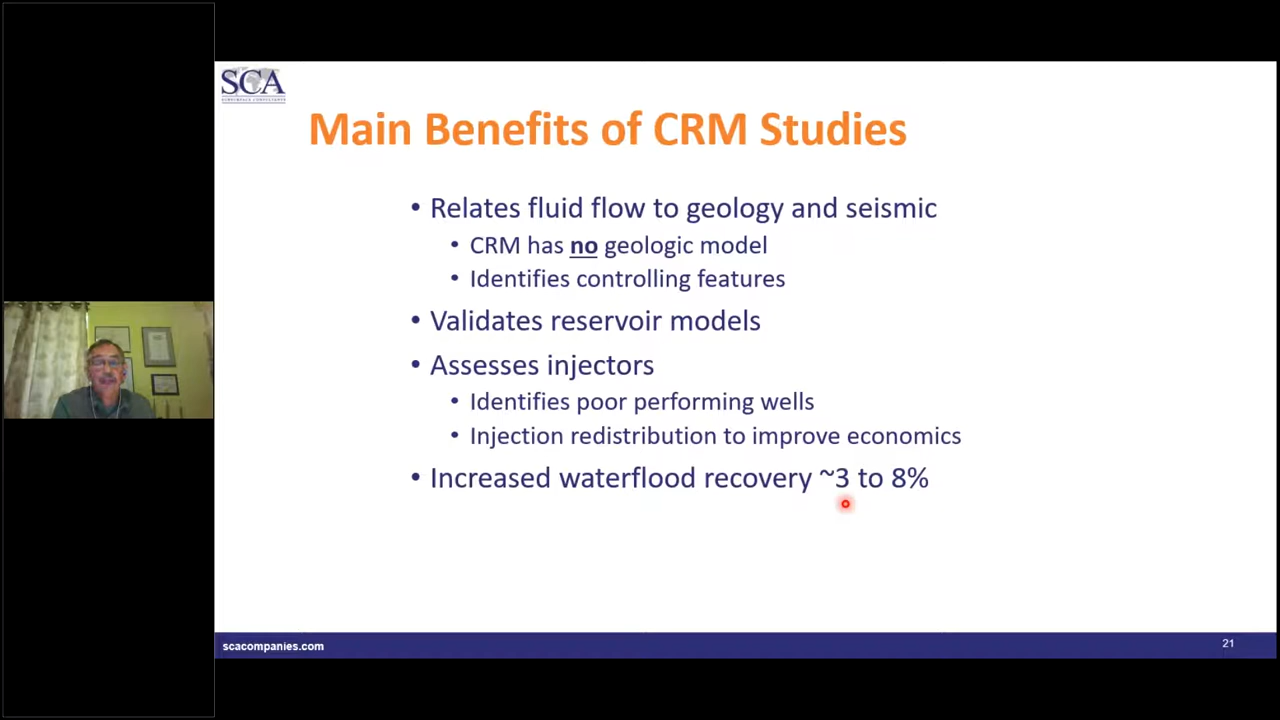 SCA
SUBSURFACE CONSULTANTS
Main Benefits of CRM Studies
• Relates fluid flow to geology and seismic
• CRM has no geologic model
• Identifies controlling features
• Validates reservoir models
• Assesses injectors
• Identifies poor performing wells
• Injection redistribution to improve economics
• Increased waterflood recovery ~3 to 8%
scacompanies.com
21